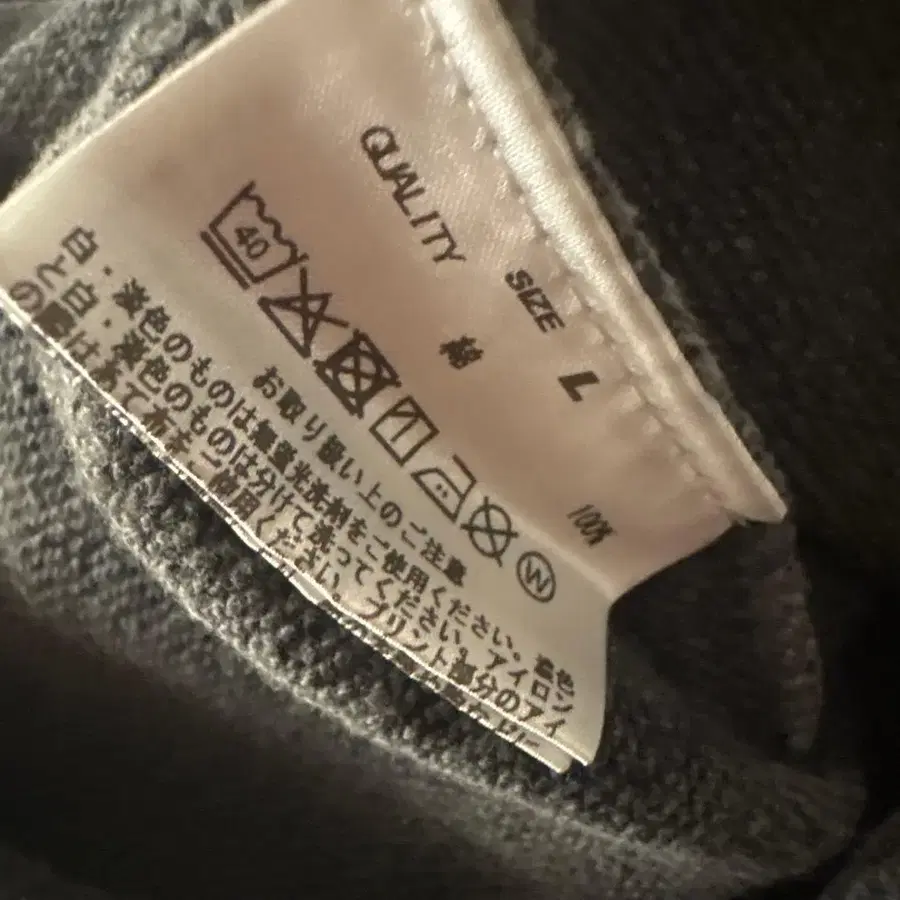 SIZE L
QUALITY
綿 100%
40
W
お取り扱い上のご注意
白・淡色のものは無蛍光洗剤をご使用ください。濃色
と白・淡色のものは分けて洗ってください。アイロン
の際はあて布をご使用ください。プリント部分のアイ